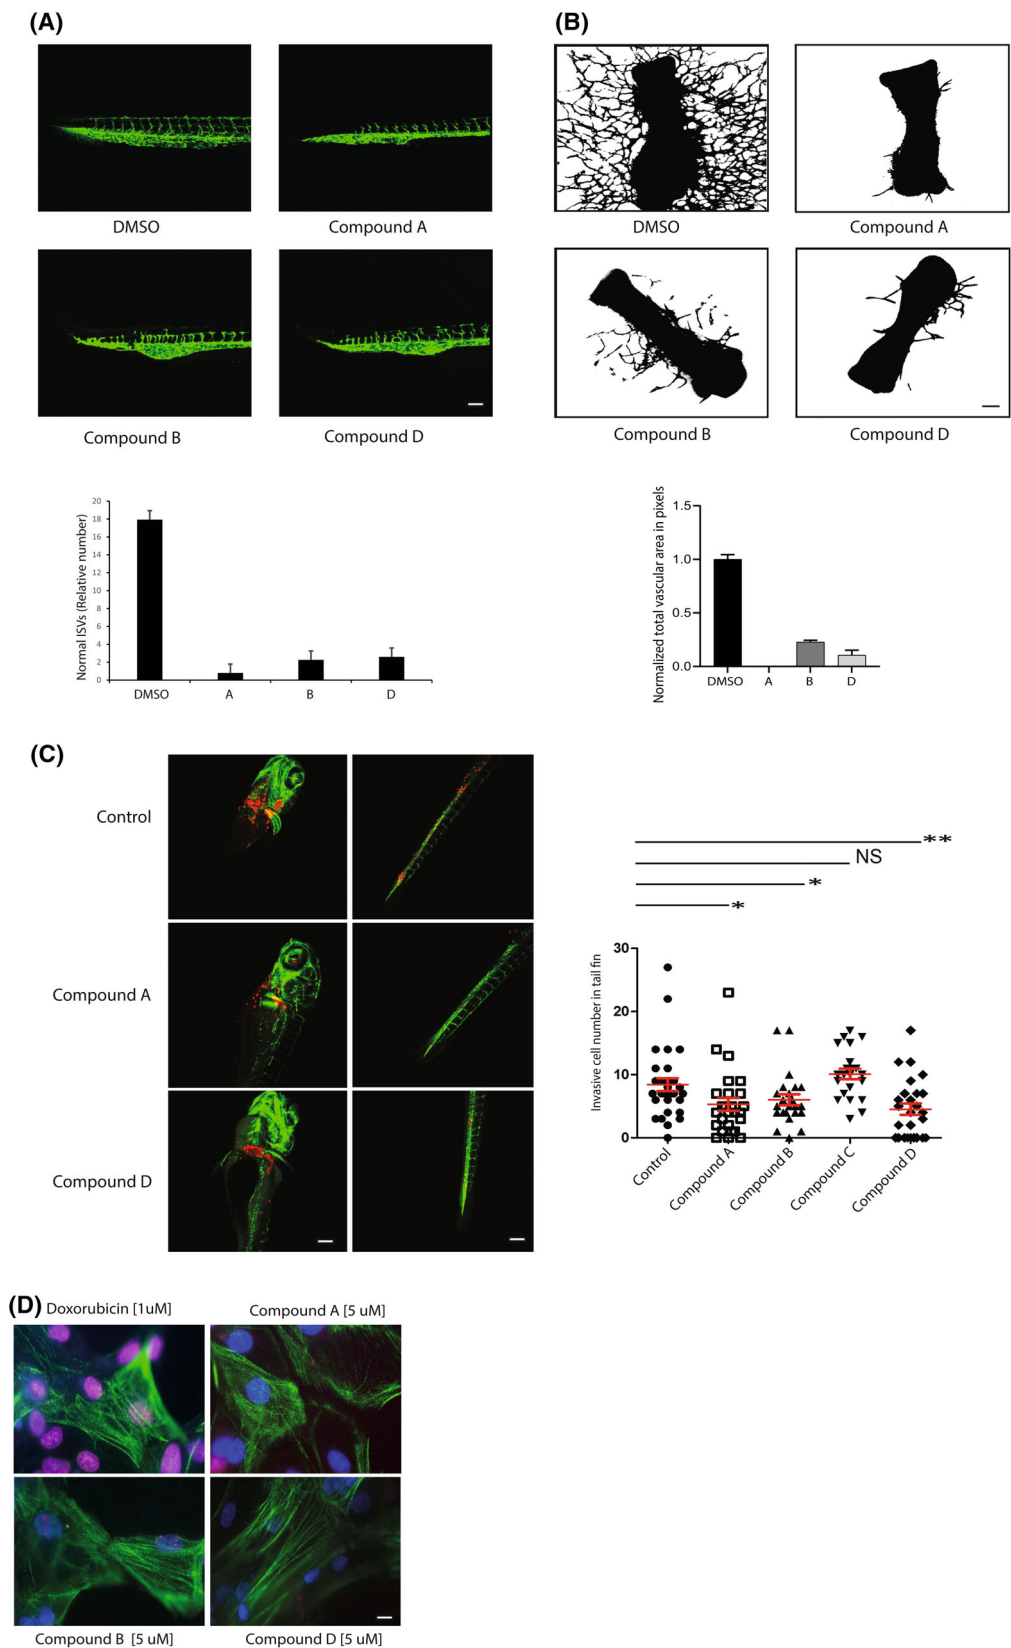 (A)
DMSO
Compound A
Compound B
Compound D
Normal ISVs (Relative number)
20
18
16
14
12
10
8
6
4
2
0
DMSO A B D
(B)
DMSO
Compound A
Compound B
Compound D
Normalized total vascular area in pixels
1.5
1.0
0.5
0.0
DMSO A B D
(C)
Control
Compound A
Compound D
**
NS
*
*
Invasive cell number in tail fin
30
20
10
0
Control
Compound A
Compound B
Compound C
Compound D
(D)
Doxorubicin [1uM]
Compound A [5 uM]
Compound B [5 uM]
Compound D [5 uM]